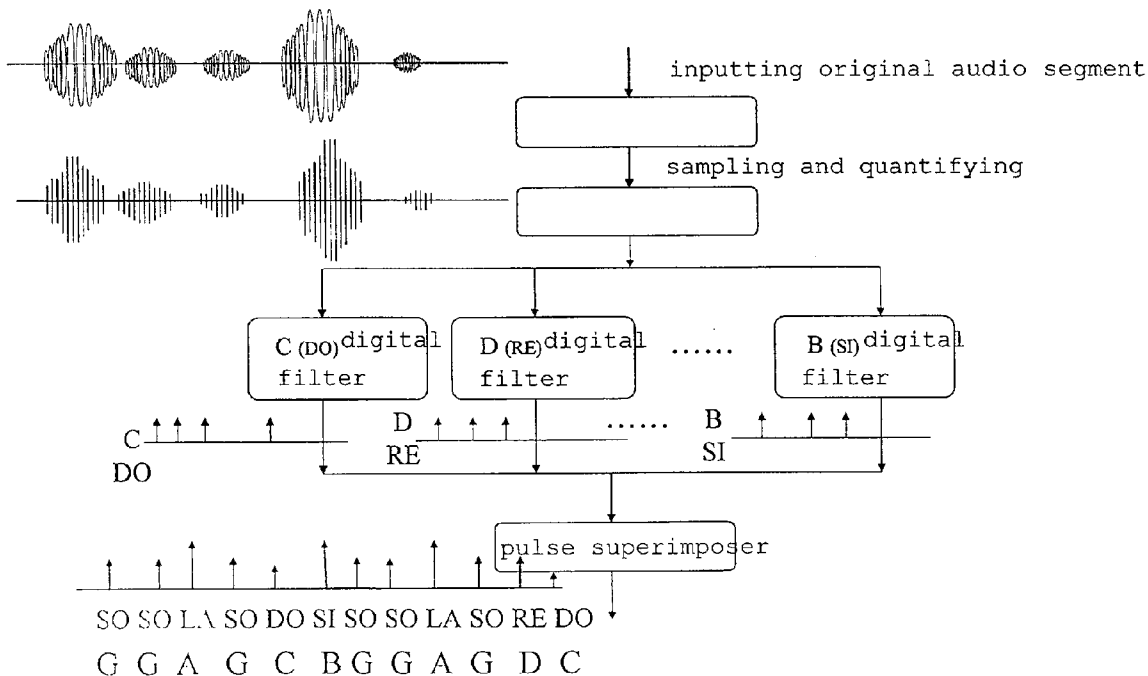 inputting original audio segment
sampling and quantifying
C (DO) digital
filter
D (RE) digital
filter
......
B (SI) digital
filter
C
DO
D
RE
......
B
SI
pulse superimposer
SO SO LA SO DO SI SO SO LA SO RE DO
G G A G C B G G A G D C